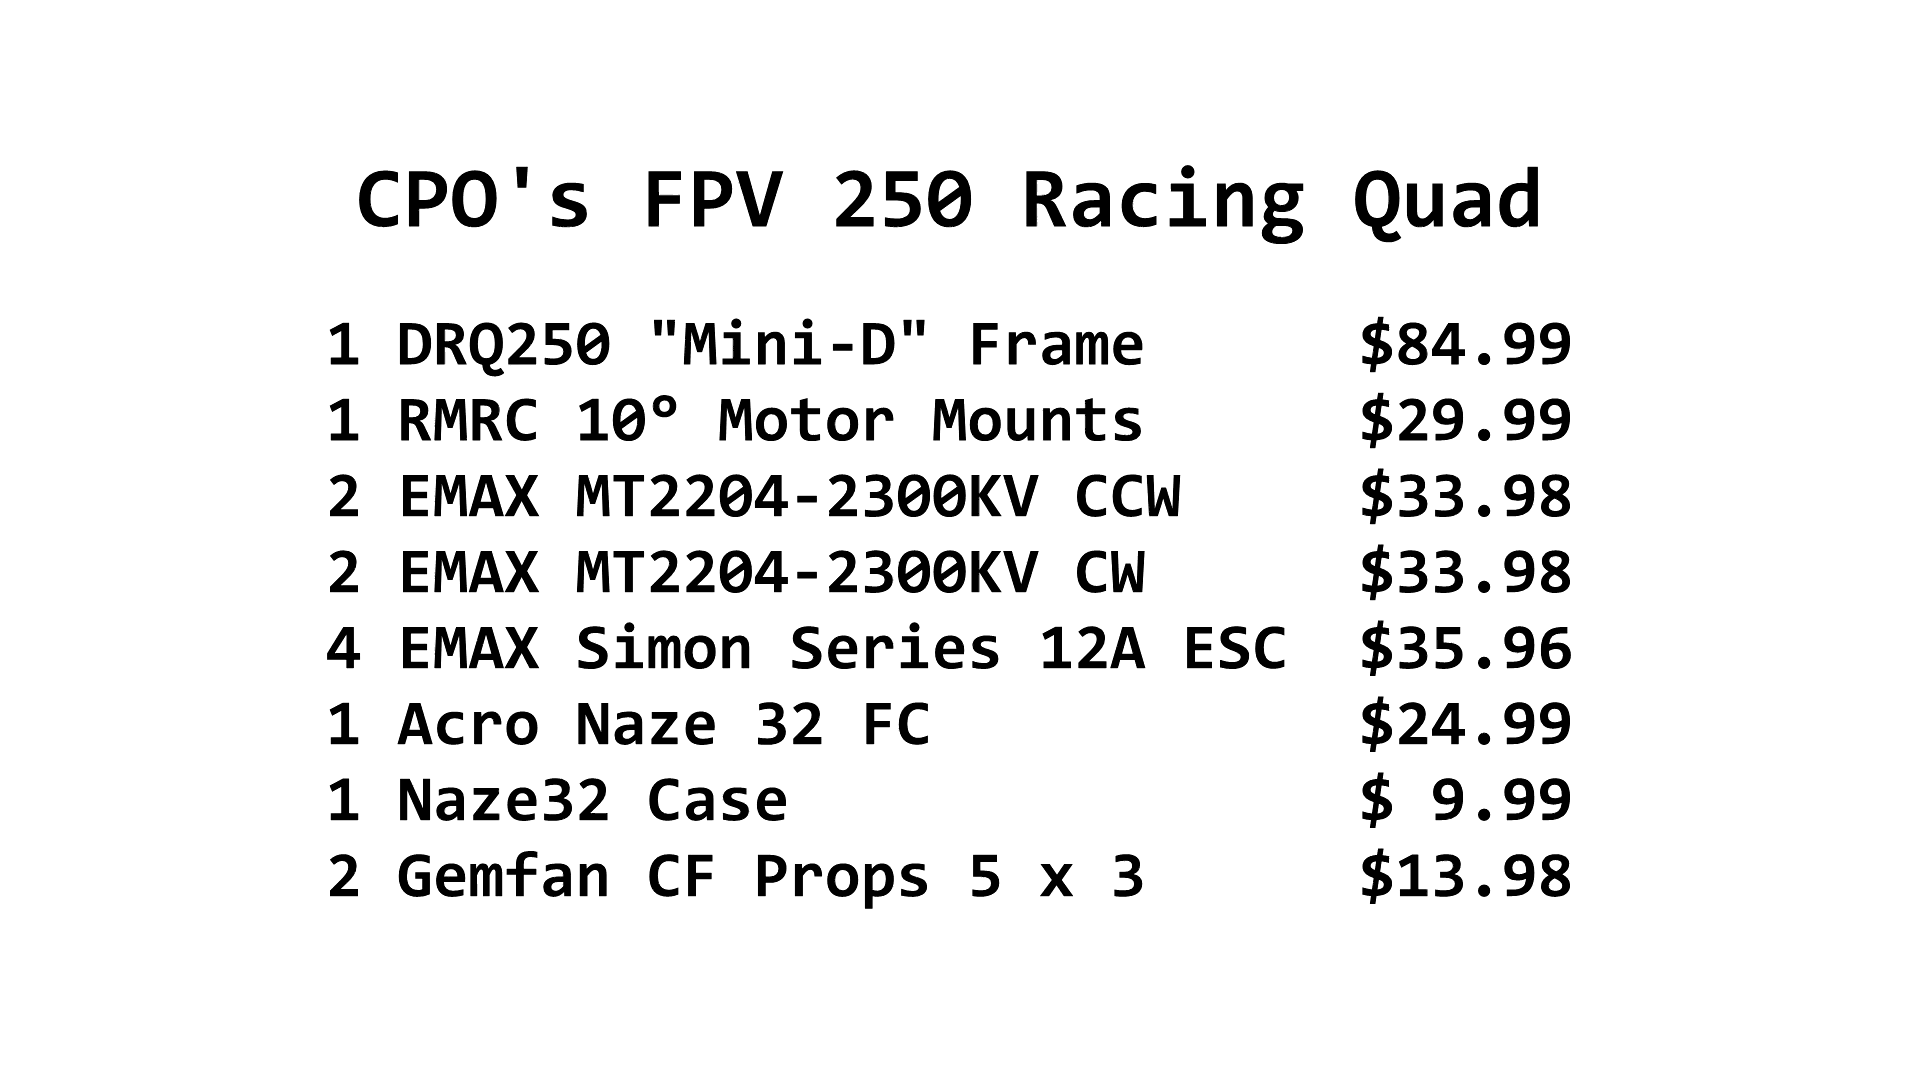 CPO's FPV 250 Racing Quad
1 DRQ250 "Mini-D" Frame $84.99
1 RMRC 10° Motor Mounts $29.99
2 EMAX MT2204-2300KV CCW $33.98
2 EMAX MT2204-2300KV CW $33.98
4 EMAX Simon Series 12A ESC $35.96
1 Acro Naze 32 FC $24.99
1 Naze32 Case $ 9.99
2 Gemfan CF Props 5 x 3 $13.98